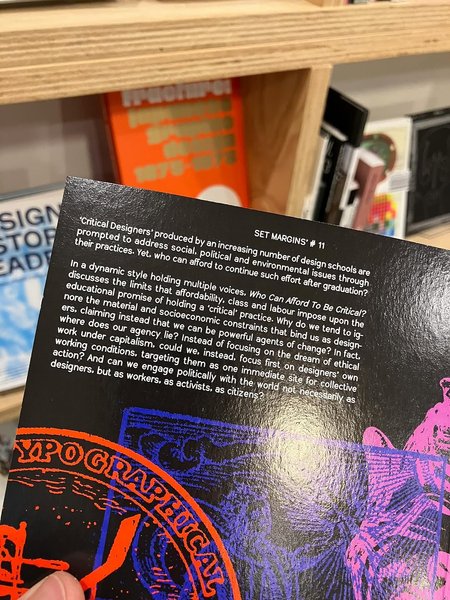 fracture:
1976-1978
SIGN
STOR
EADE
SET MARGINS' # 11
'Critical Designers' produced by an increasing number of design schools are
prompted to address social, political and environmental issues through
their practices. Yet, who can afford to continue such effort after graduation?
In a dynamic style holding multiple voices, Who Can Afford To Be Critical?
discusses the limits that affordability, class and labour impose upon the
educational promise of holding a 'critical' practice. Why do we tend to ig-
nore the material and socioeconomic constraints that bind us as design-
ers, claiming instead that we can be powerful agents of change? In fact,
where does our agency lie? Instead of focusing on the dream of ethical
work under capitalism, could we, instead, focus first on designers' own
working conditions, targeting them as one immediate site for collective
action? And can we engage politically with the world not necessarily as
designers, but as workers, as activists, as citizens?
TYPOGRAPHICAL